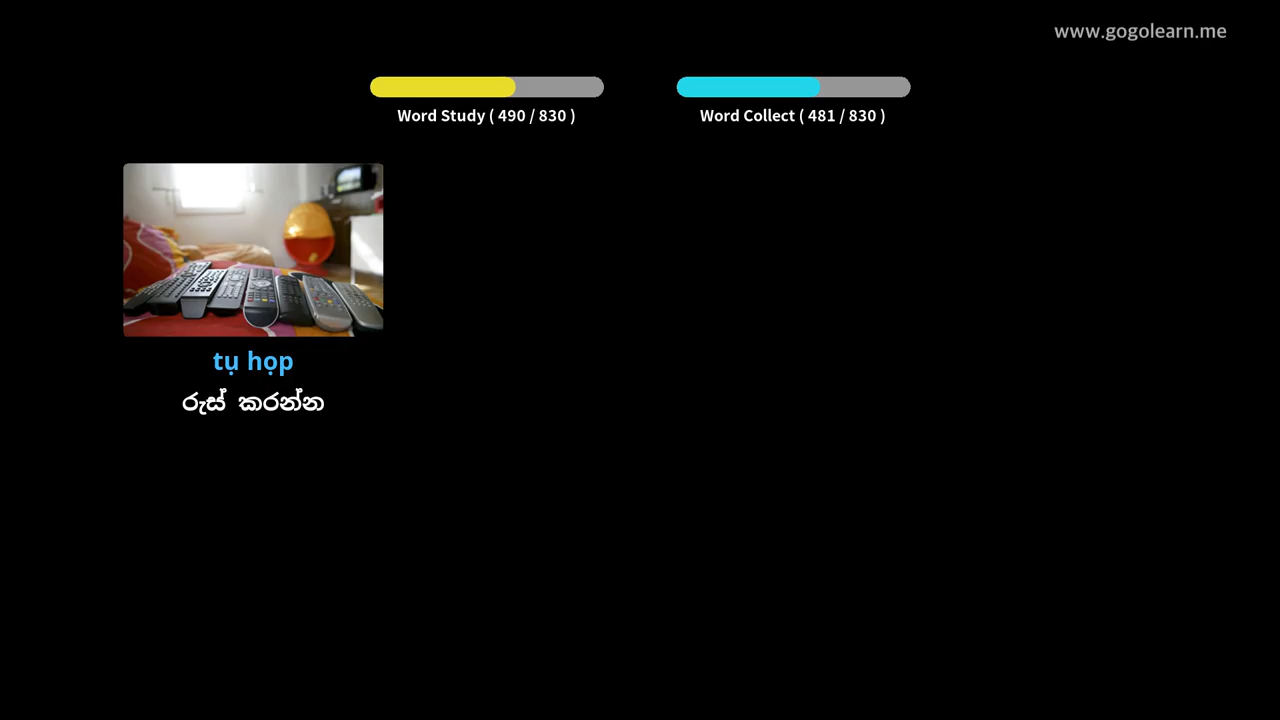 www.gogolearn.me
Word Study ( 490 / 830 )
Word Collect ( 481 / 830 )
tụ họp
රුස් කරන්න